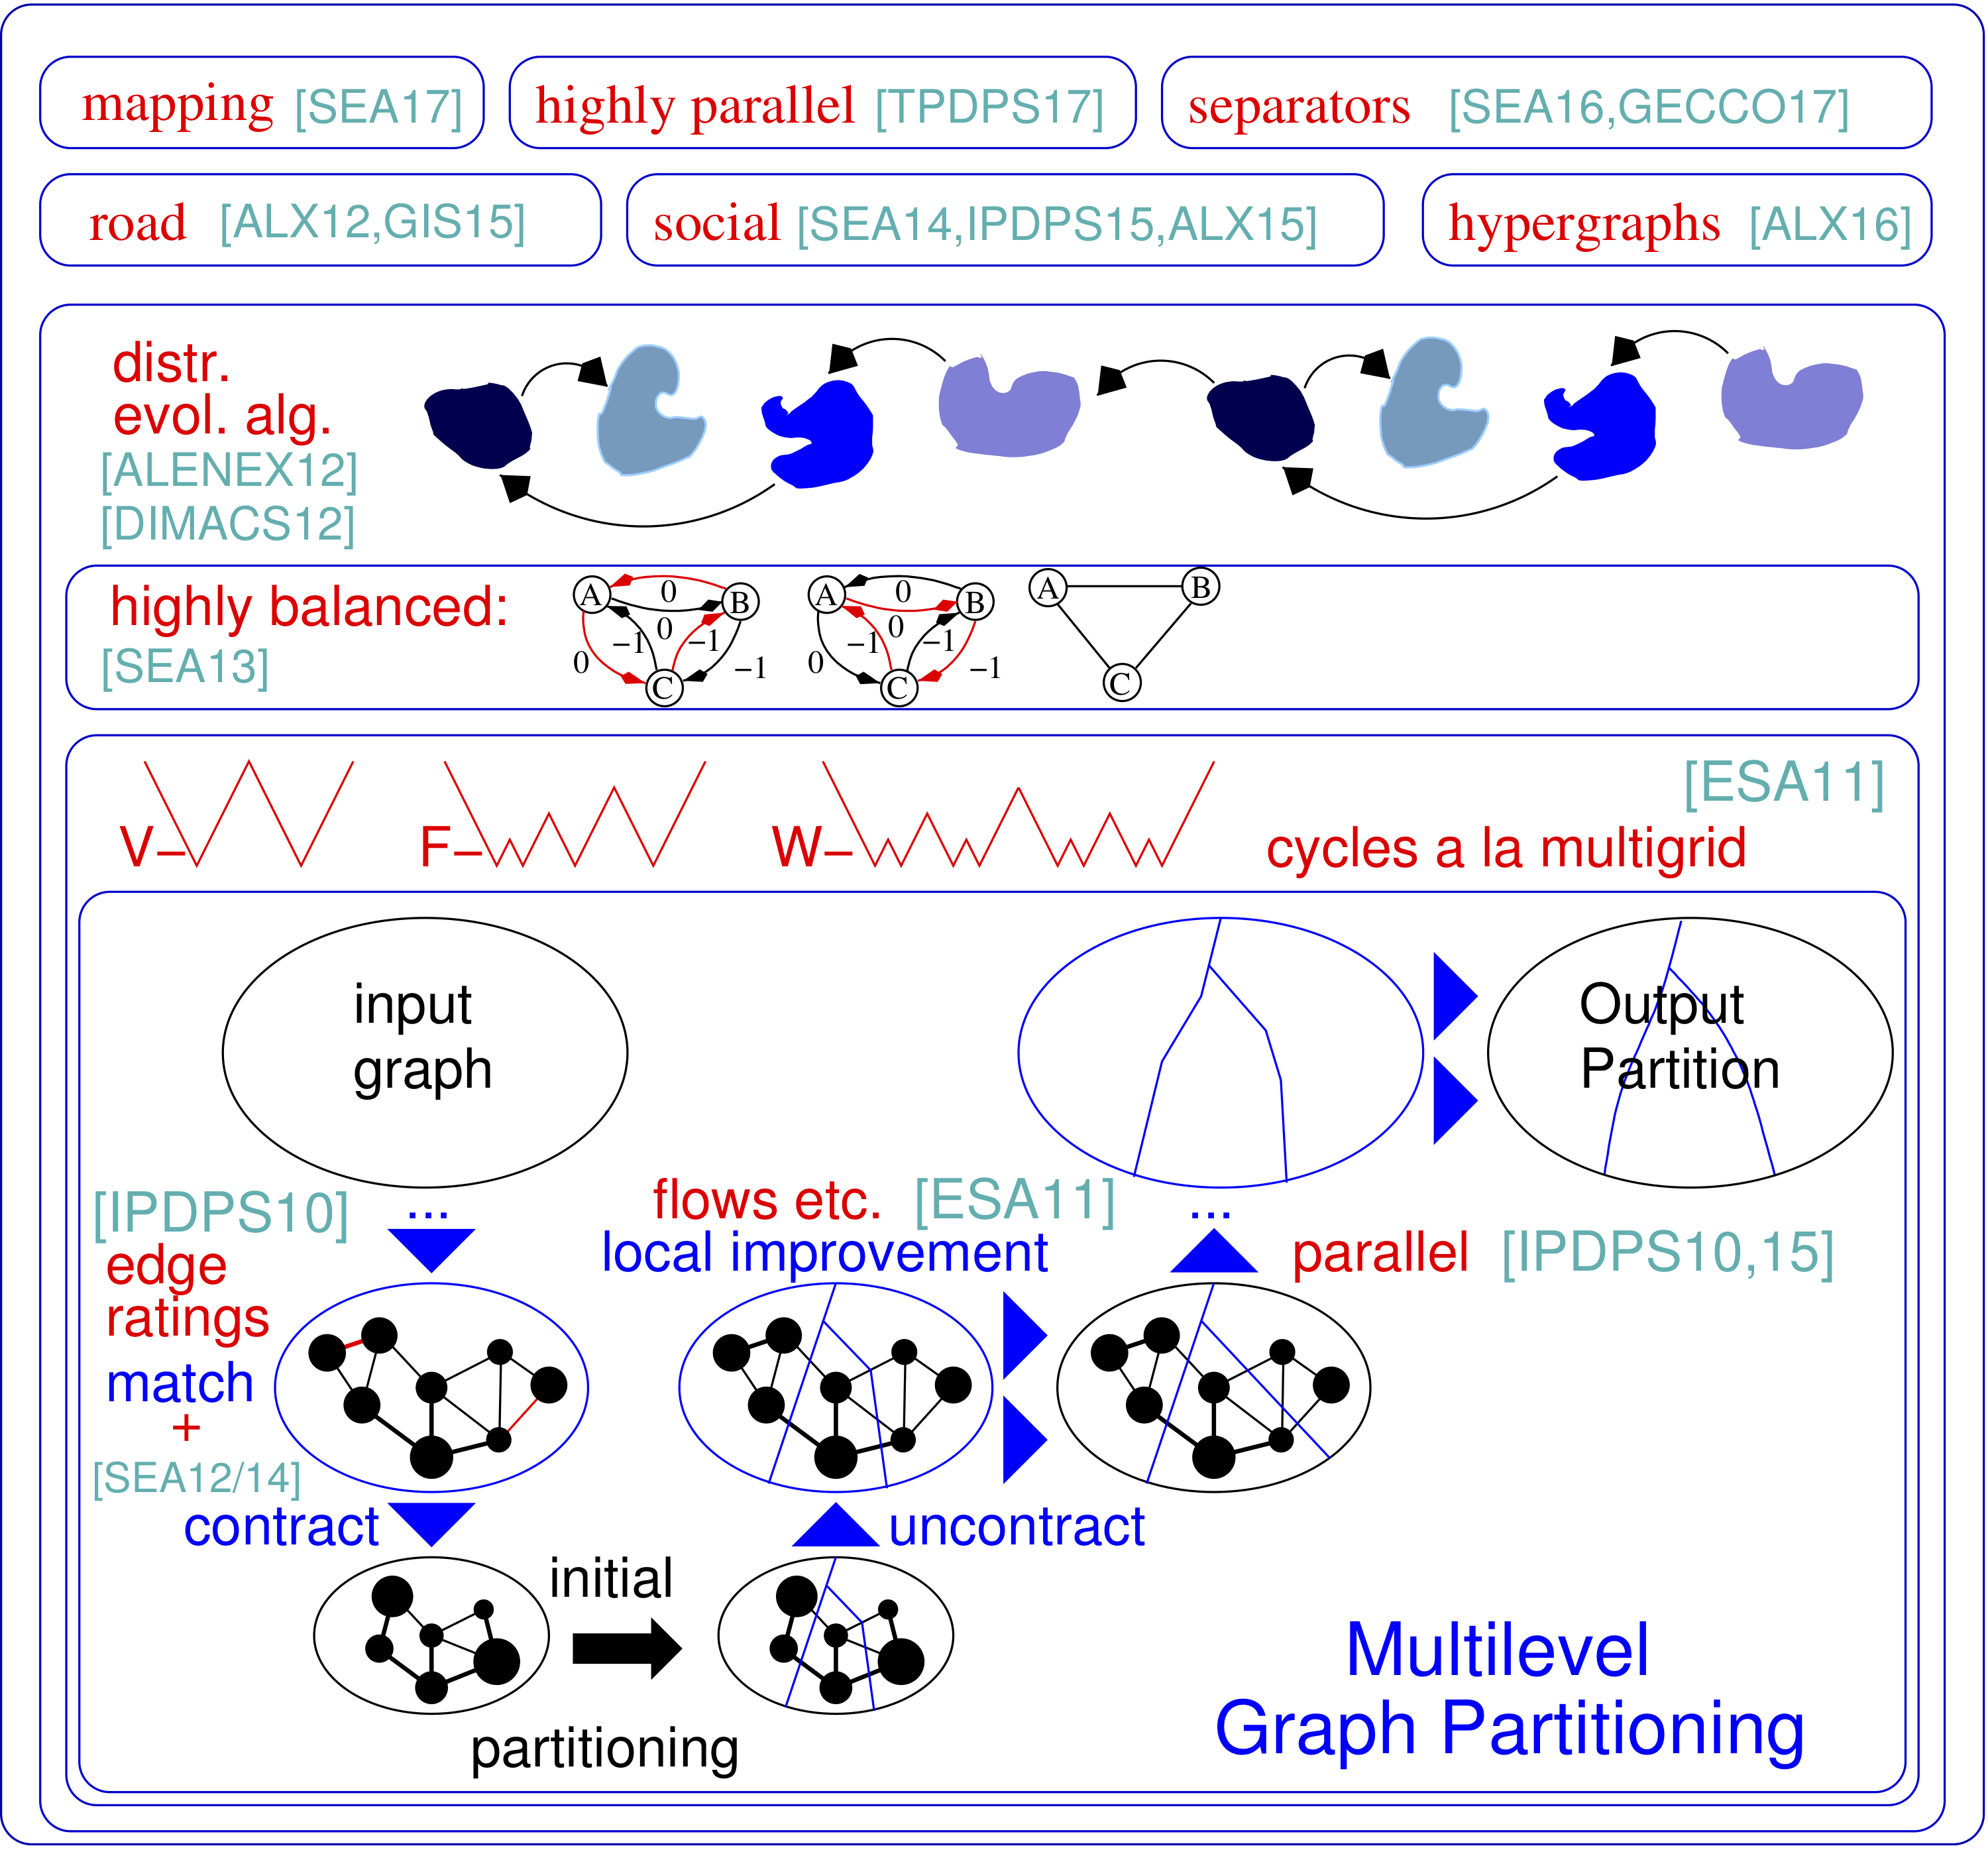 mapping [SEA17]
highly parallel [TPDPS17]
separators [SEA16,GECCO17]
road [ALX12,GIS15]
social [SEA14,IPDPS15,ALX15]
hypergraphs [ALX16]
distr.
evol. alg.
[ALENEX12]
[DIMACS12]
highly balanced:
[SEA13]
A
B
C
0
0
−1
−1
0
−1
A
B
C
0
0
−1
−1
0
−1
A
B
C
[ESA11]
V–
F–
W–
cycles a la multigrid
input
graph
Output
Partition
[IPDPS10]
...
edge
ratings
match
+
[SEA12/14]
contract
flows etc. [ESA11]
local improvement
...
parallel [IPDPS10,15]
uncontract
initial
partitioning
Multilevel
Graph Partitioning